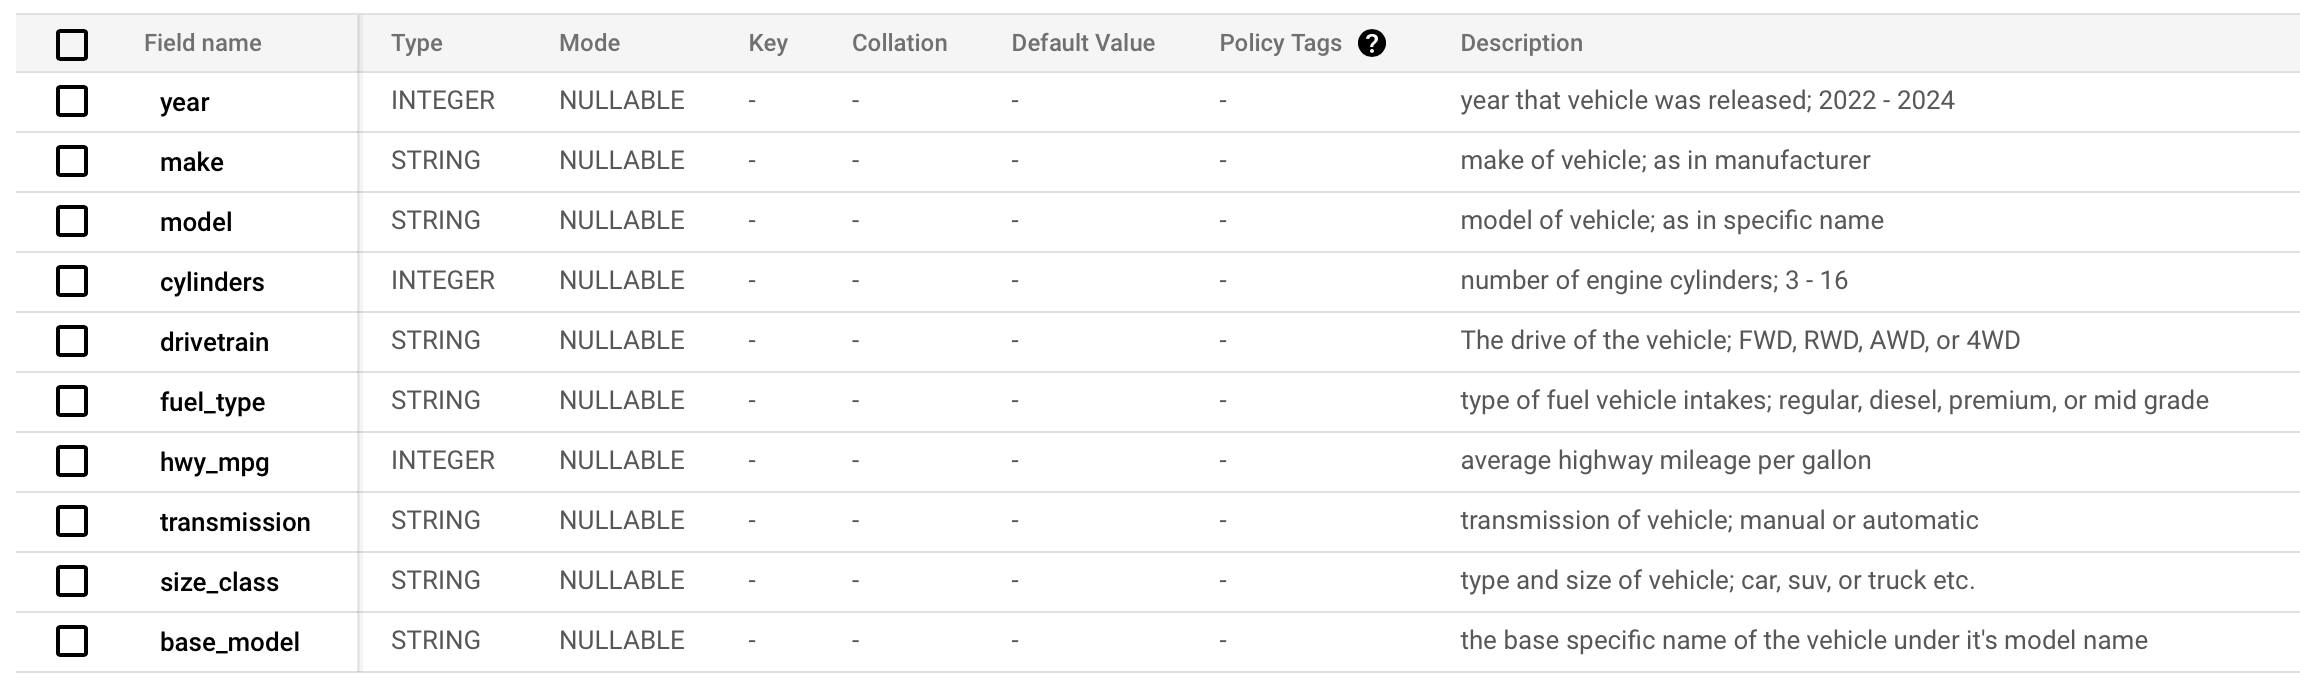 Field name Type Mode Key Collation Default Value Policy Tags ? Description
year INTEGER NULLABLE - - - - year that vehicle was released; 2022 - 2024
make STRING NULLABLE - - - - make of vehicle; as in manufacturer
model STRING NULLABLE - - - - model of vehicle; as in specific name
cylinders INTEGER NULLABLE - - - - number of engine cylinders; 3 - 16
drivetrain STRING NULLABLE - - - - The drive of the vehicle; FWD, RWD, AWD, or 4WD
fuel_type STRING NULLABLE - - - - type of fuel vehicle intakes; regular, diesel, premium, or mid grade
hwy_mpg INTEGER NULLABLE - - - - average highway mileage per gallon
transmission STRING NULLABLE - - - - transmission of vehicle; manual or automatic
size_class STRING NULLABLE - - - - type and size of vehicle; car, suv, or truck etc.
base_model STRING NULLABLE - - - - the base specific name of the vehicle under it's model name